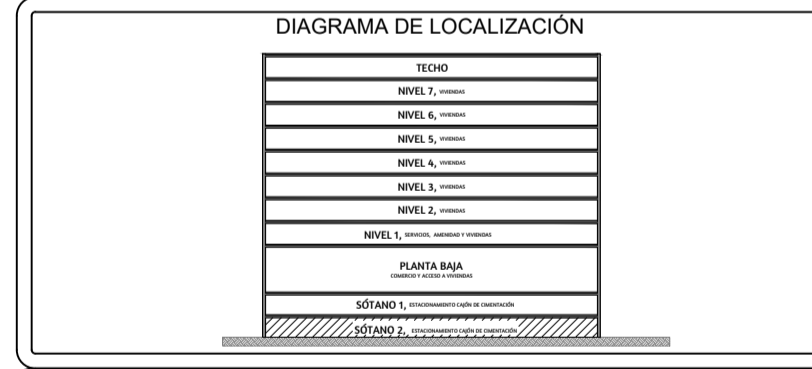 DIAGRAMA DE LOCALIZACIÓN
TECHO
NIVEL 7, VIVIENDAS
NIVEL 6, VIVIENDAS
NIVEL 5, VIVIENDAS
NIVEL 4, VIVIENDAS
NIVEL 3, VIVIENDAS
NIVEL 2, VIVIENDAS
NIVEL 1, SERVICIOS, AMENIDAD Y VIVIENDAS
PLANTA BAJA
COMERCIO Y ACCESO A VIVIENDAS
SÓTANO 1, ESTACIONAMIENTO CAJÓN DE CIMENTACIÓN
SÓTANO 2, ESTACIONAMIENTO CAJÓN DE CIMENTACIÓN